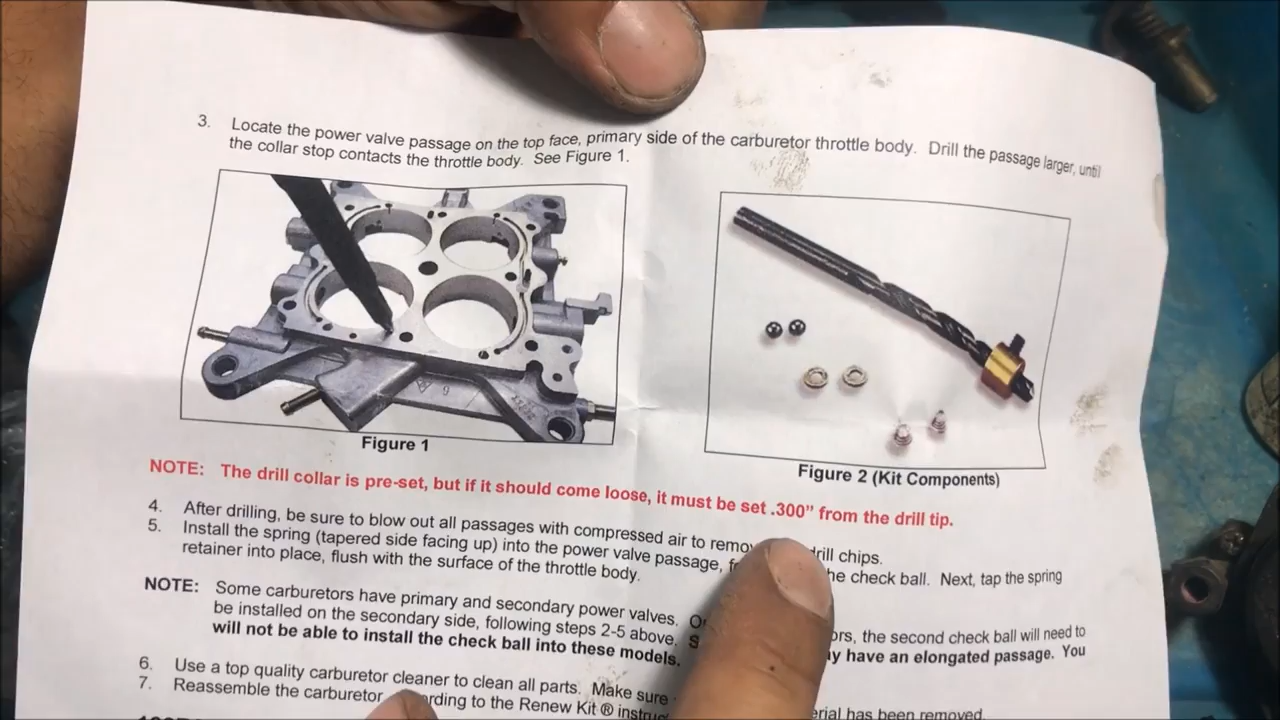 3. Locate the power valve passage on the top face, primary side of the carburetor throttle body. Drill the passage larger, until
the collar stop contacts the throttle body. See Figure 1.
Figure 1
Figure 2 (Kit Components)
NOTE: The drill collar is pre-set, but if it should come loose, it must be set .300” from the drill tip.
4. After drilling, be sure to blow out all passages with compressed air to remov drill chips.
5. Install the spring (tapered side facing up) into the power valve passage, he check ball. Next, tap the spring
retainer into place, flush with the surface of the throttle body.
NOTE: Some carburetors have primary and secondary power valves. ors, the second check ball will need to
be installed on the secondary side, following steps 2-5 above. S y have an elongated passage. You
will not be able to install the check ball into these models.
6. Use a top quality carburetor cleaner to clean all parts. Make sure erial has been removed.
7. Reassemble the carburetor rding to the Renew Kit ® instruc